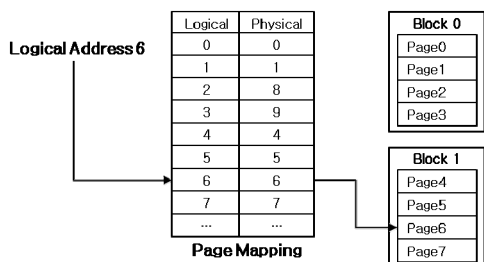 Logical Address 6
Logical Physical
0 0
1 1
2 8
3 9
4 4
5 5
6 6
7 7
... ...
Page Mapping
Block 0
Page0
Page1
Page2
Page3
Block 1
Page4
Page5
Page6
Page7